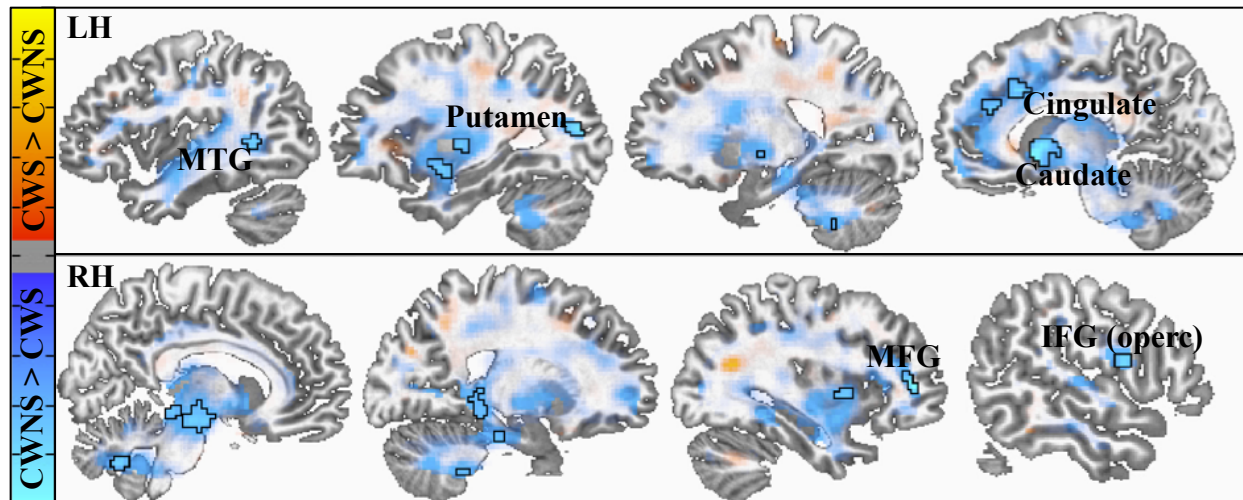 CWS > CWNS
LH
MTG
Putamen
Cingulate
Caudate
CWNS > CWS
RH
MFG
IFG (operc)